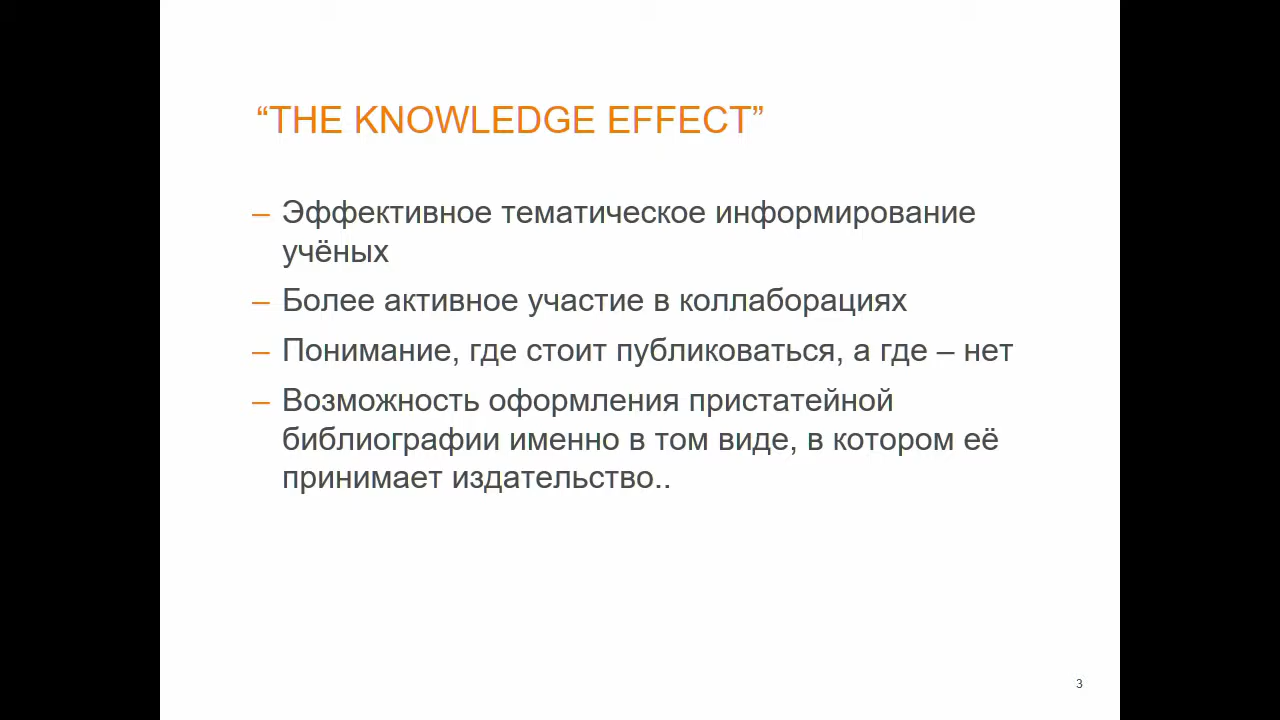 “THE KNOWLEDGE EFFECT”
– Эффективное тематическое информирование
учёных
– Более активное участие в коллаборациях
– Понимание, где стоит публиковаться, а где – нет
– Возможность оформления пристатейной
библиографии именно в том виде, в котором её
принимает издательство..
3